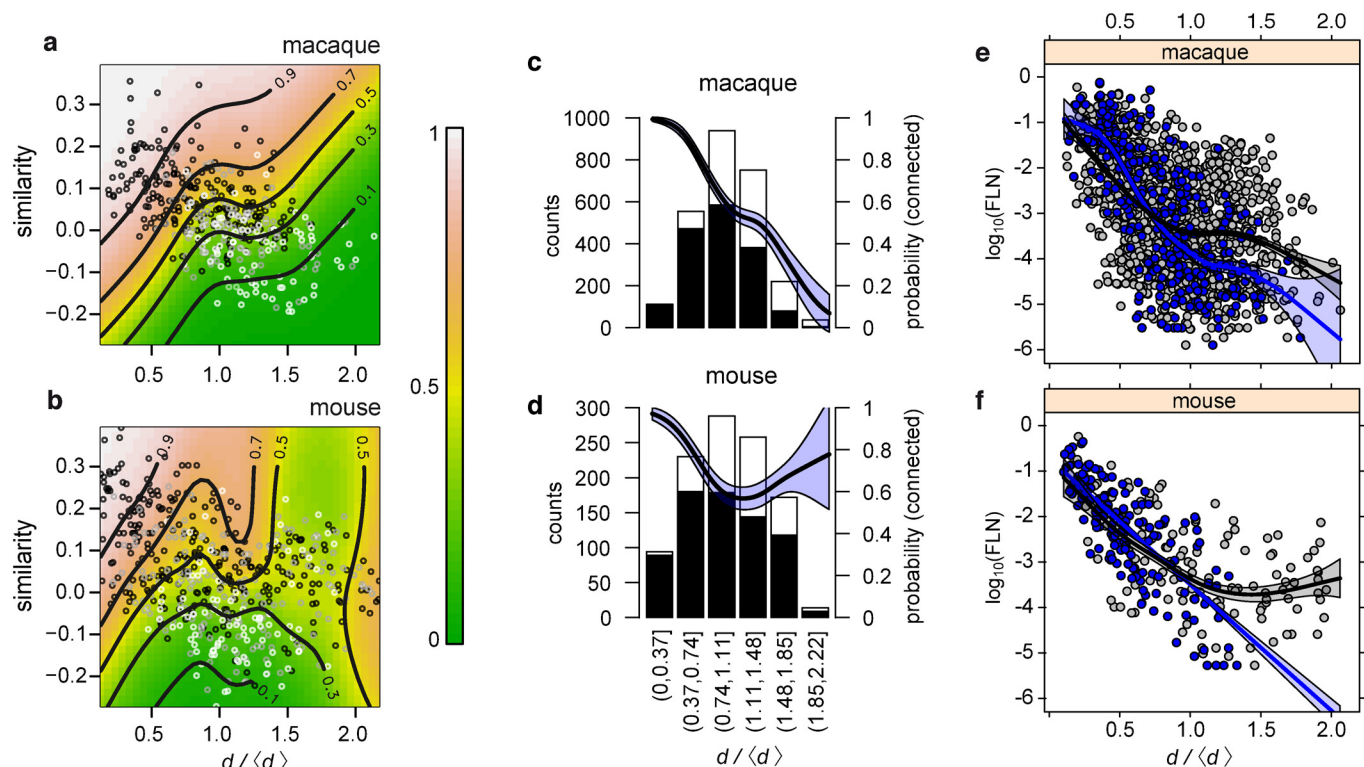 a
macaque
similarity
0.3
0.2
0.1
0.0
−0.1
−0.2
0.9
0.7
0.5
0.3
0.1
0.5 1.0 1.5 2.0
b
mouse
similarity
0.3
0.2
0.1
0.0
−0.1
−0.2
0.9
0.7
0.5
0.5
0.3
0.1
0.5 1.0 1.5 2.0
d / ⟨d⟩
1
0.5
0
c
macaque
counts
1000
800
600
400
200
0
1
0.8
0.6
0.4
0.2
0
probability (connected)
d
mouse
counts
300
250
200
150
100
50
0
1
0.8
0.6
0.4
0.2
0
probability (connected)
(0,0.37]
(0.37,0.74]
(0.74,1.11]
(1.11,1.48]
(1.48,1.85]
(1.85,2.22]
d / ⟨d⟩
0.5 1.0 1.5 2.0
e
macaque
log10(FLN)
-0
-1
-2
-3
-4
-5
-6
f
mouse
log10(FLN)
-0
-1
-2
-3
-4
-5
-6
0.5 1.0 1.5 2.0
d / ⟨d⟩